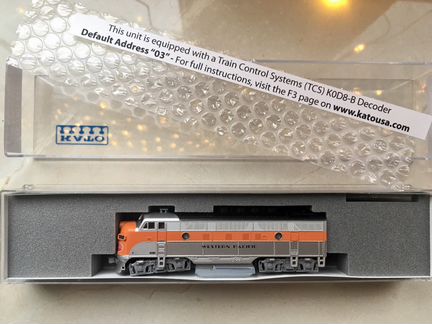 This unit is equipped with a Train Control Systems (TCS) K0D8-B Decoder
Default Address "03" - For full instructions, visit the F3 page on www.katousa.com
KATO
WESTERN PACIFIC